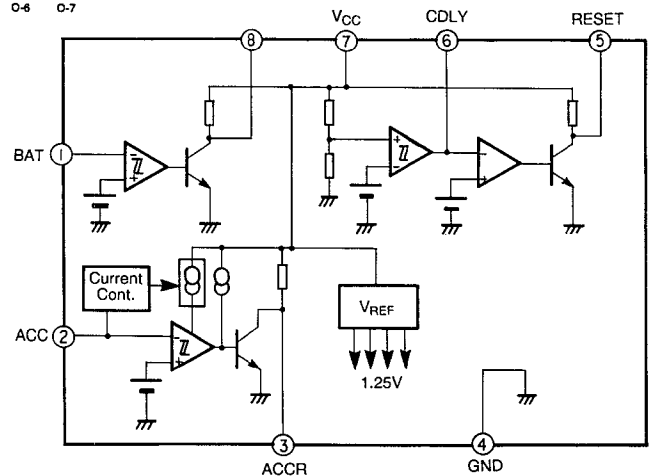 O-6 O-7
VCC CDLY RESET
8 7 6 5
BAT 1
- +
+ -
- +
Current
Cont.
ACC 2
- +
VREF
1.25V
3 4
ACCR GND